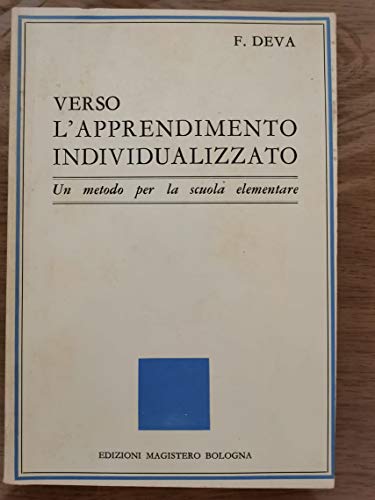 F. DEVA
VERSO
L'APPRENDIMENTO
INDIVIDUALIZZATO
Un metodo per la scuola elementare
EDIZIONI MAGISTERO BOLOGNA